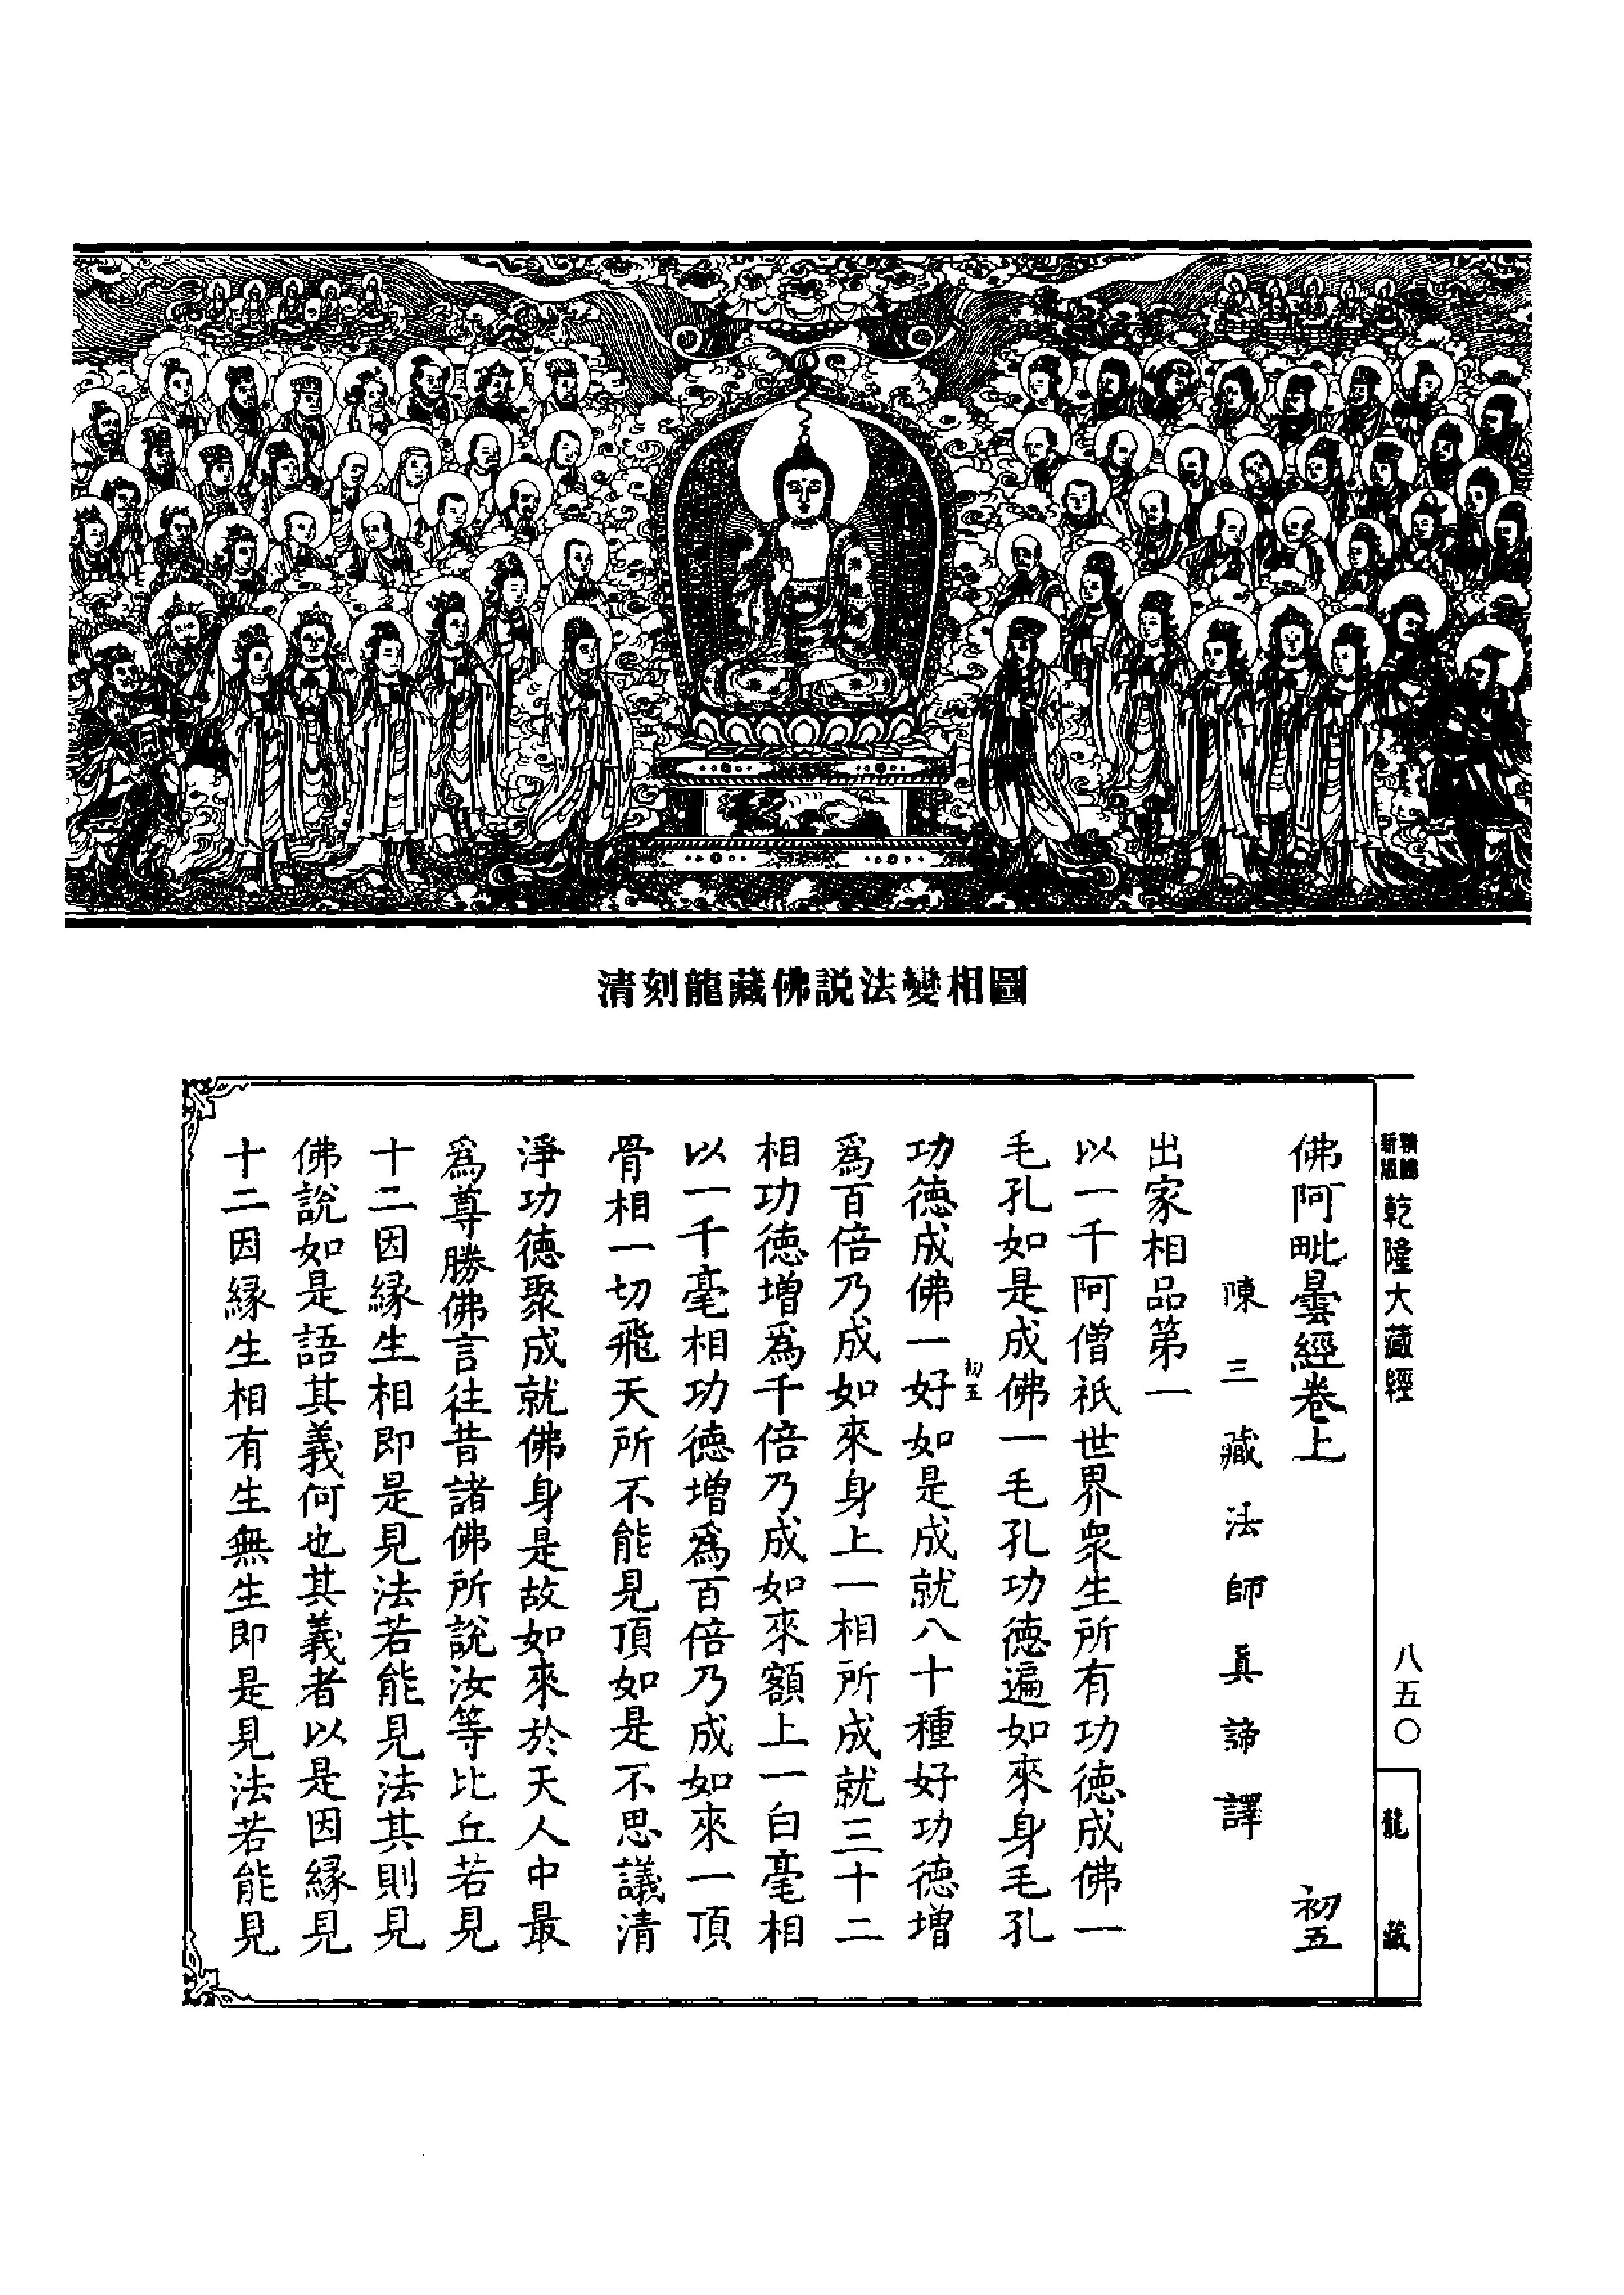 清刻龍藏佛説法變相圖
精縮新版
乾隆大藏經
八五〇
龍藏
佛阿毗曇經卷上
初五
陳三藏法師真諦譯
出家相品第一
以一千阿僧祇世界衆生所有功德成佛一
毛孔如是成佛一毛孔功德遍如來身毛孔
功德成佛一好如是成就八十種好功德增
初五
爲百倍乃成如來身上一相所成就三十二
相功德增爲千倍乃成如來額上一白毫相
以一千毫相功德增爲百倍乃成如來一頂
骨相一切飛天所不能見頂如是不思議清
淨功德聚成就佛身是故如來於天人中最
爲尊勝佛言往昔諸佛所說汝等比丘若見
十二因緣生相即是見法若能見法其則見
佛說如是語其義何也其義者以是因緣見
十二因緣生相有生無生即是見法若能見